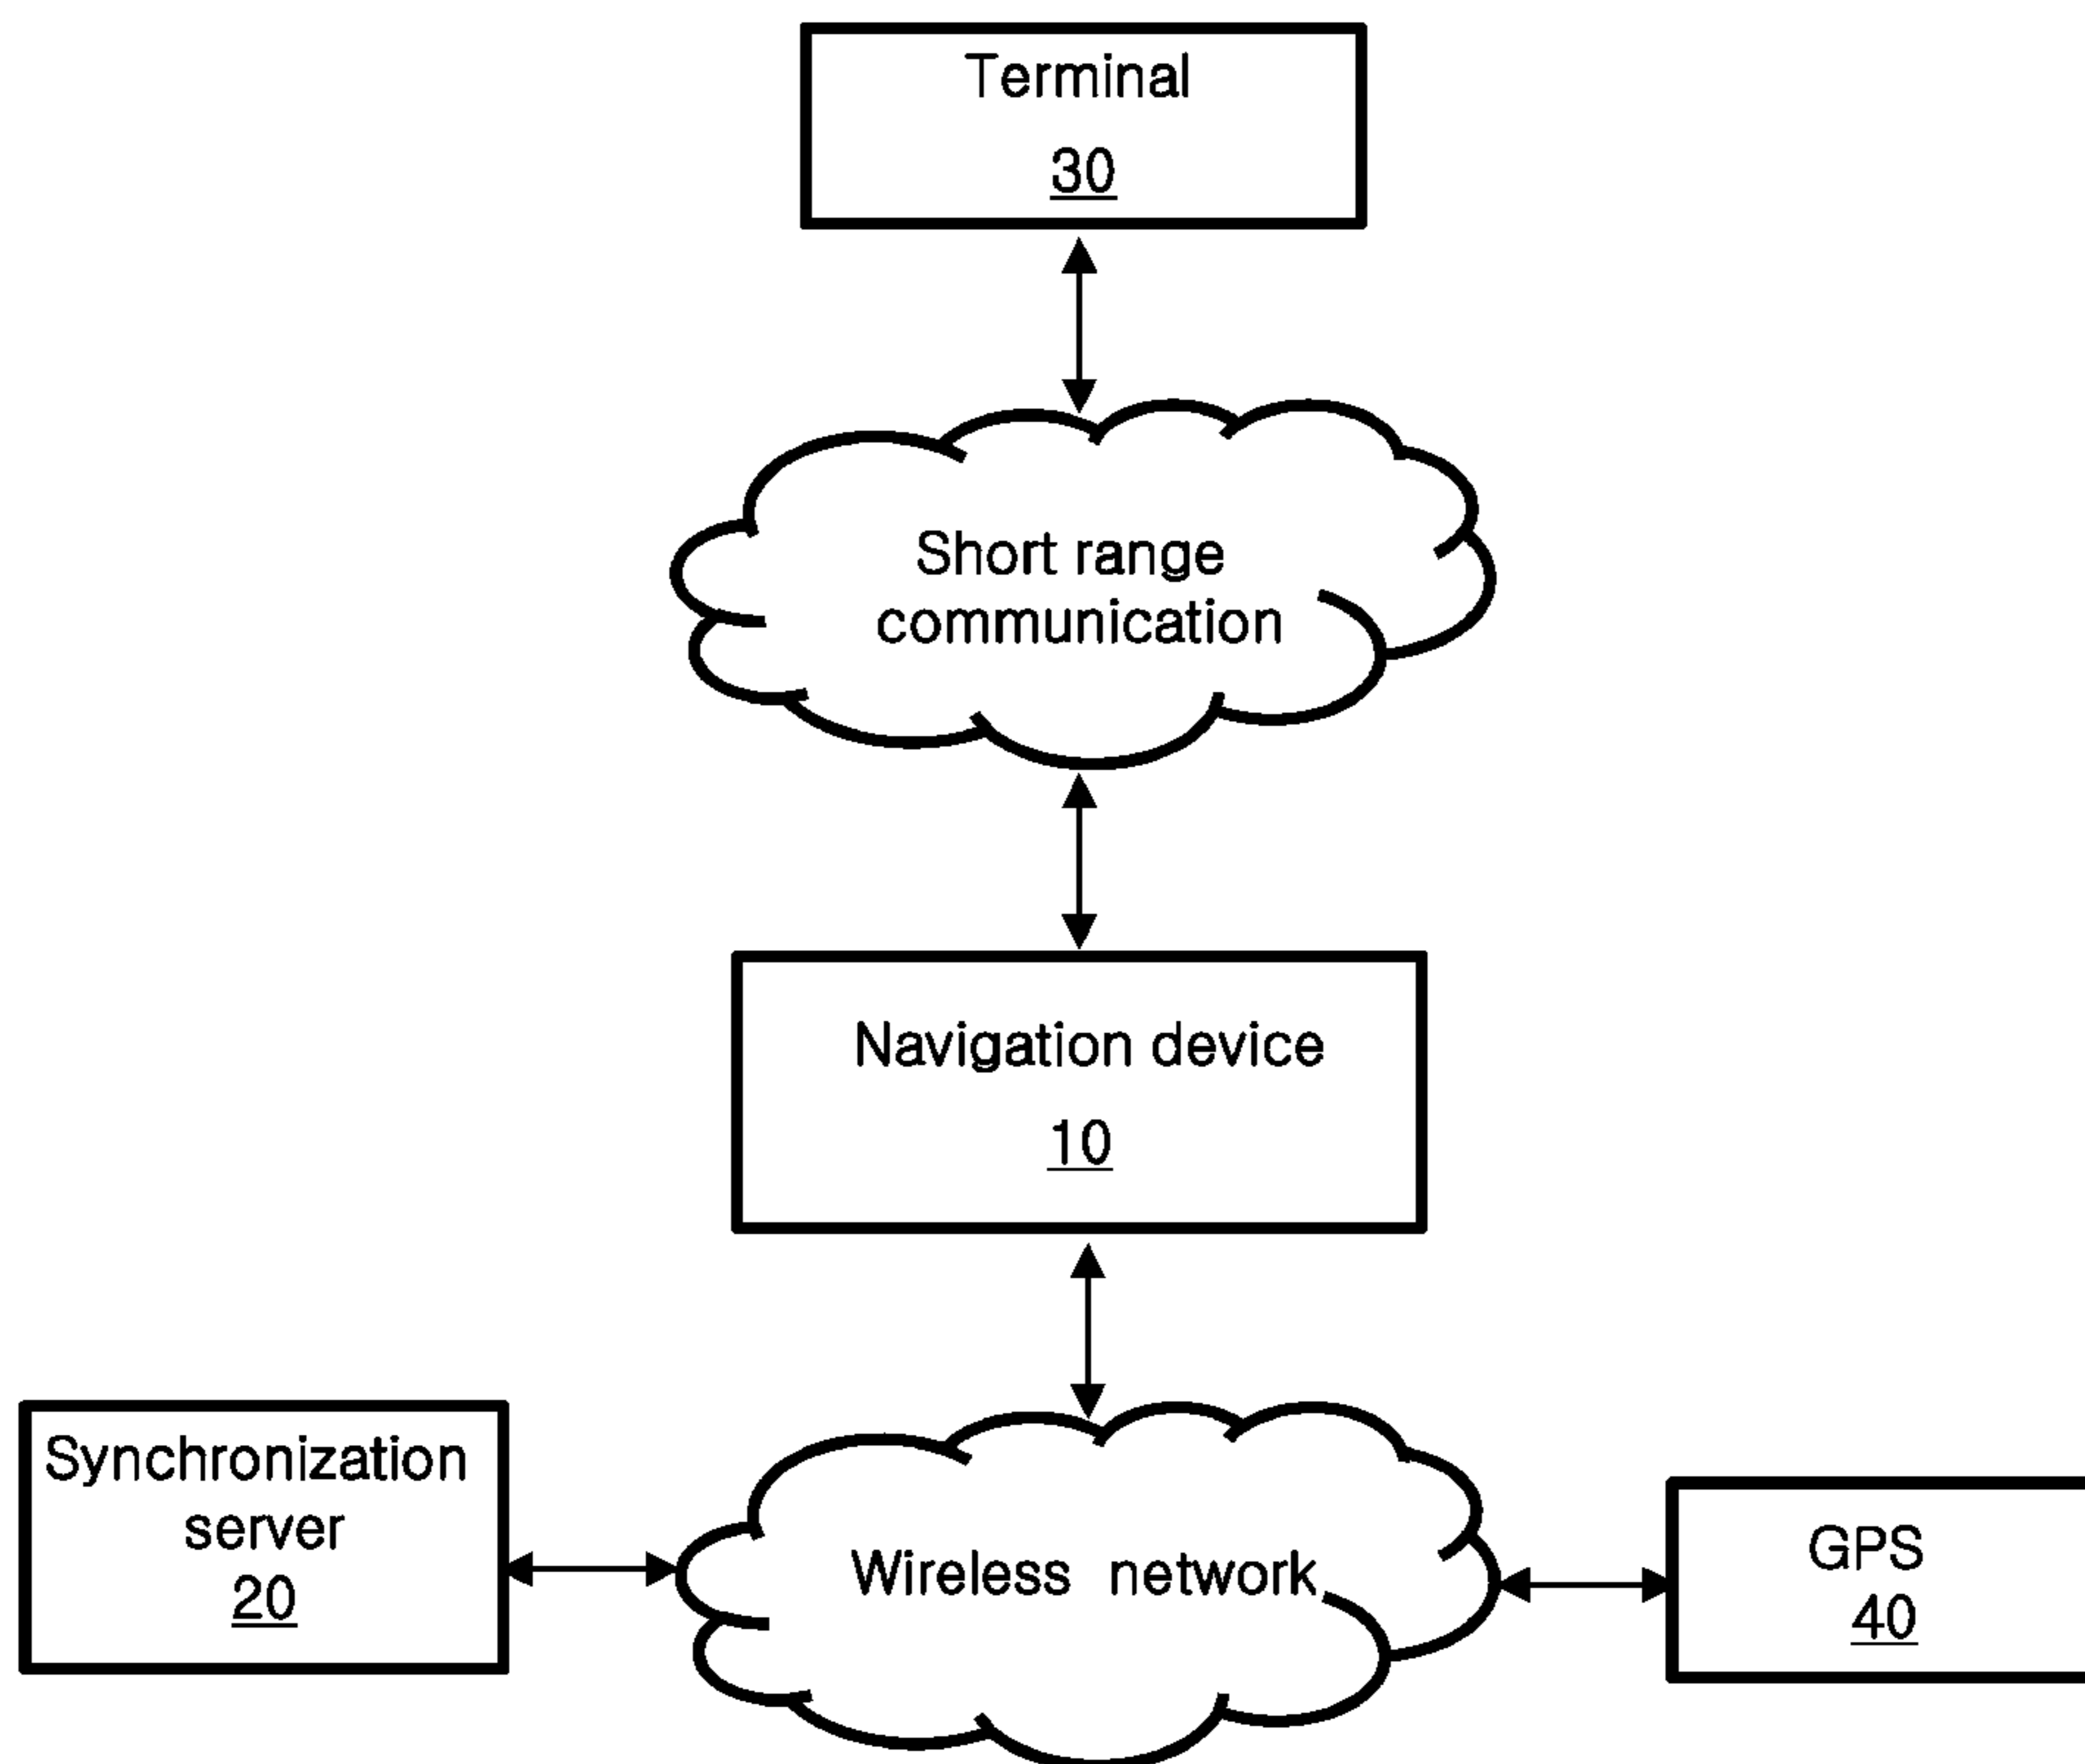 Terminal
30
Short range
communication
Navigation device
10
Synchronization
server
20
Wireless network
GPS
40